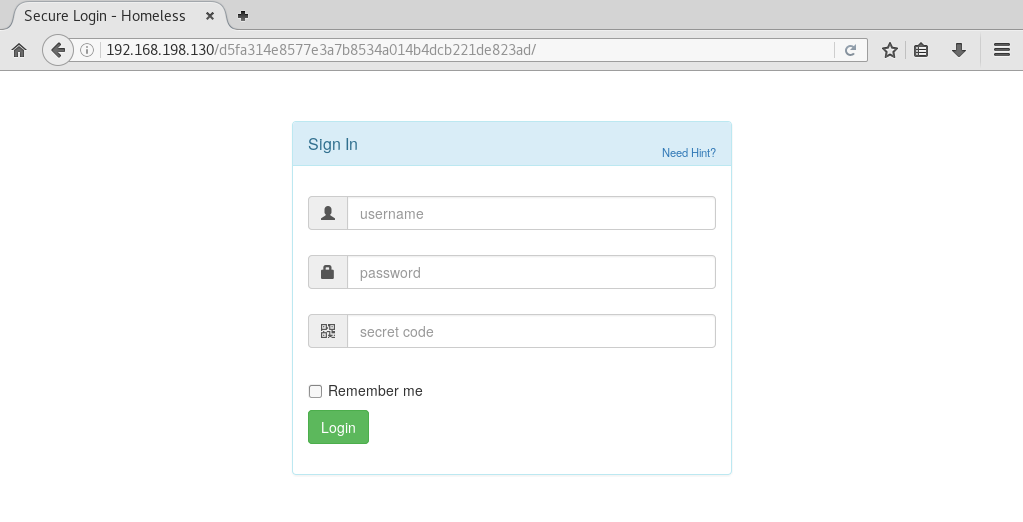 Secure Login - Homeless
192.168.198.130/d5fa314e8577e3a7b8534a014b4dcb221de823ad/
Sign In
Need Hint?
username
password
secret code
Remember me
Login